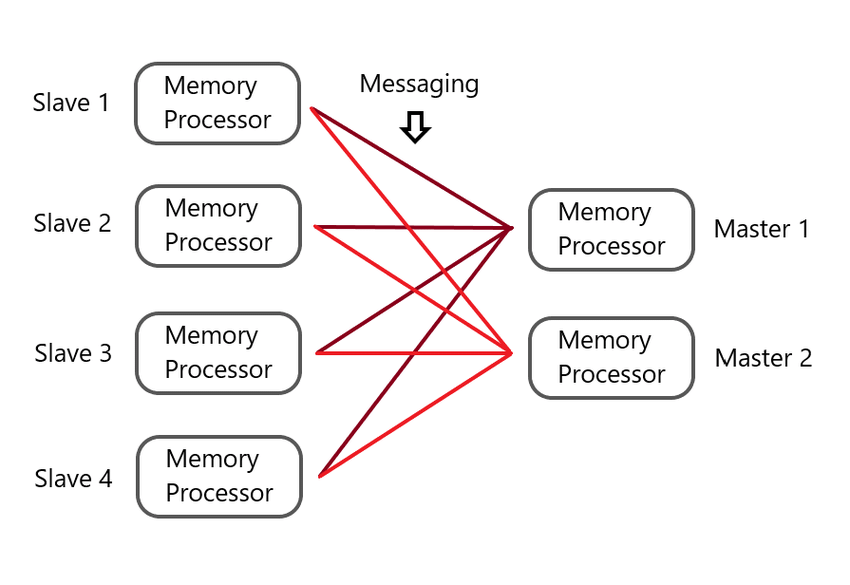 Messaging
Slave 1
Memory
Processor
Slave 2
Memory
Processor
Slave 3
Memory
Processor
Slave 4
Memory
Processor
Memory
Processor
Master 1
Memory
Processor
Master 2